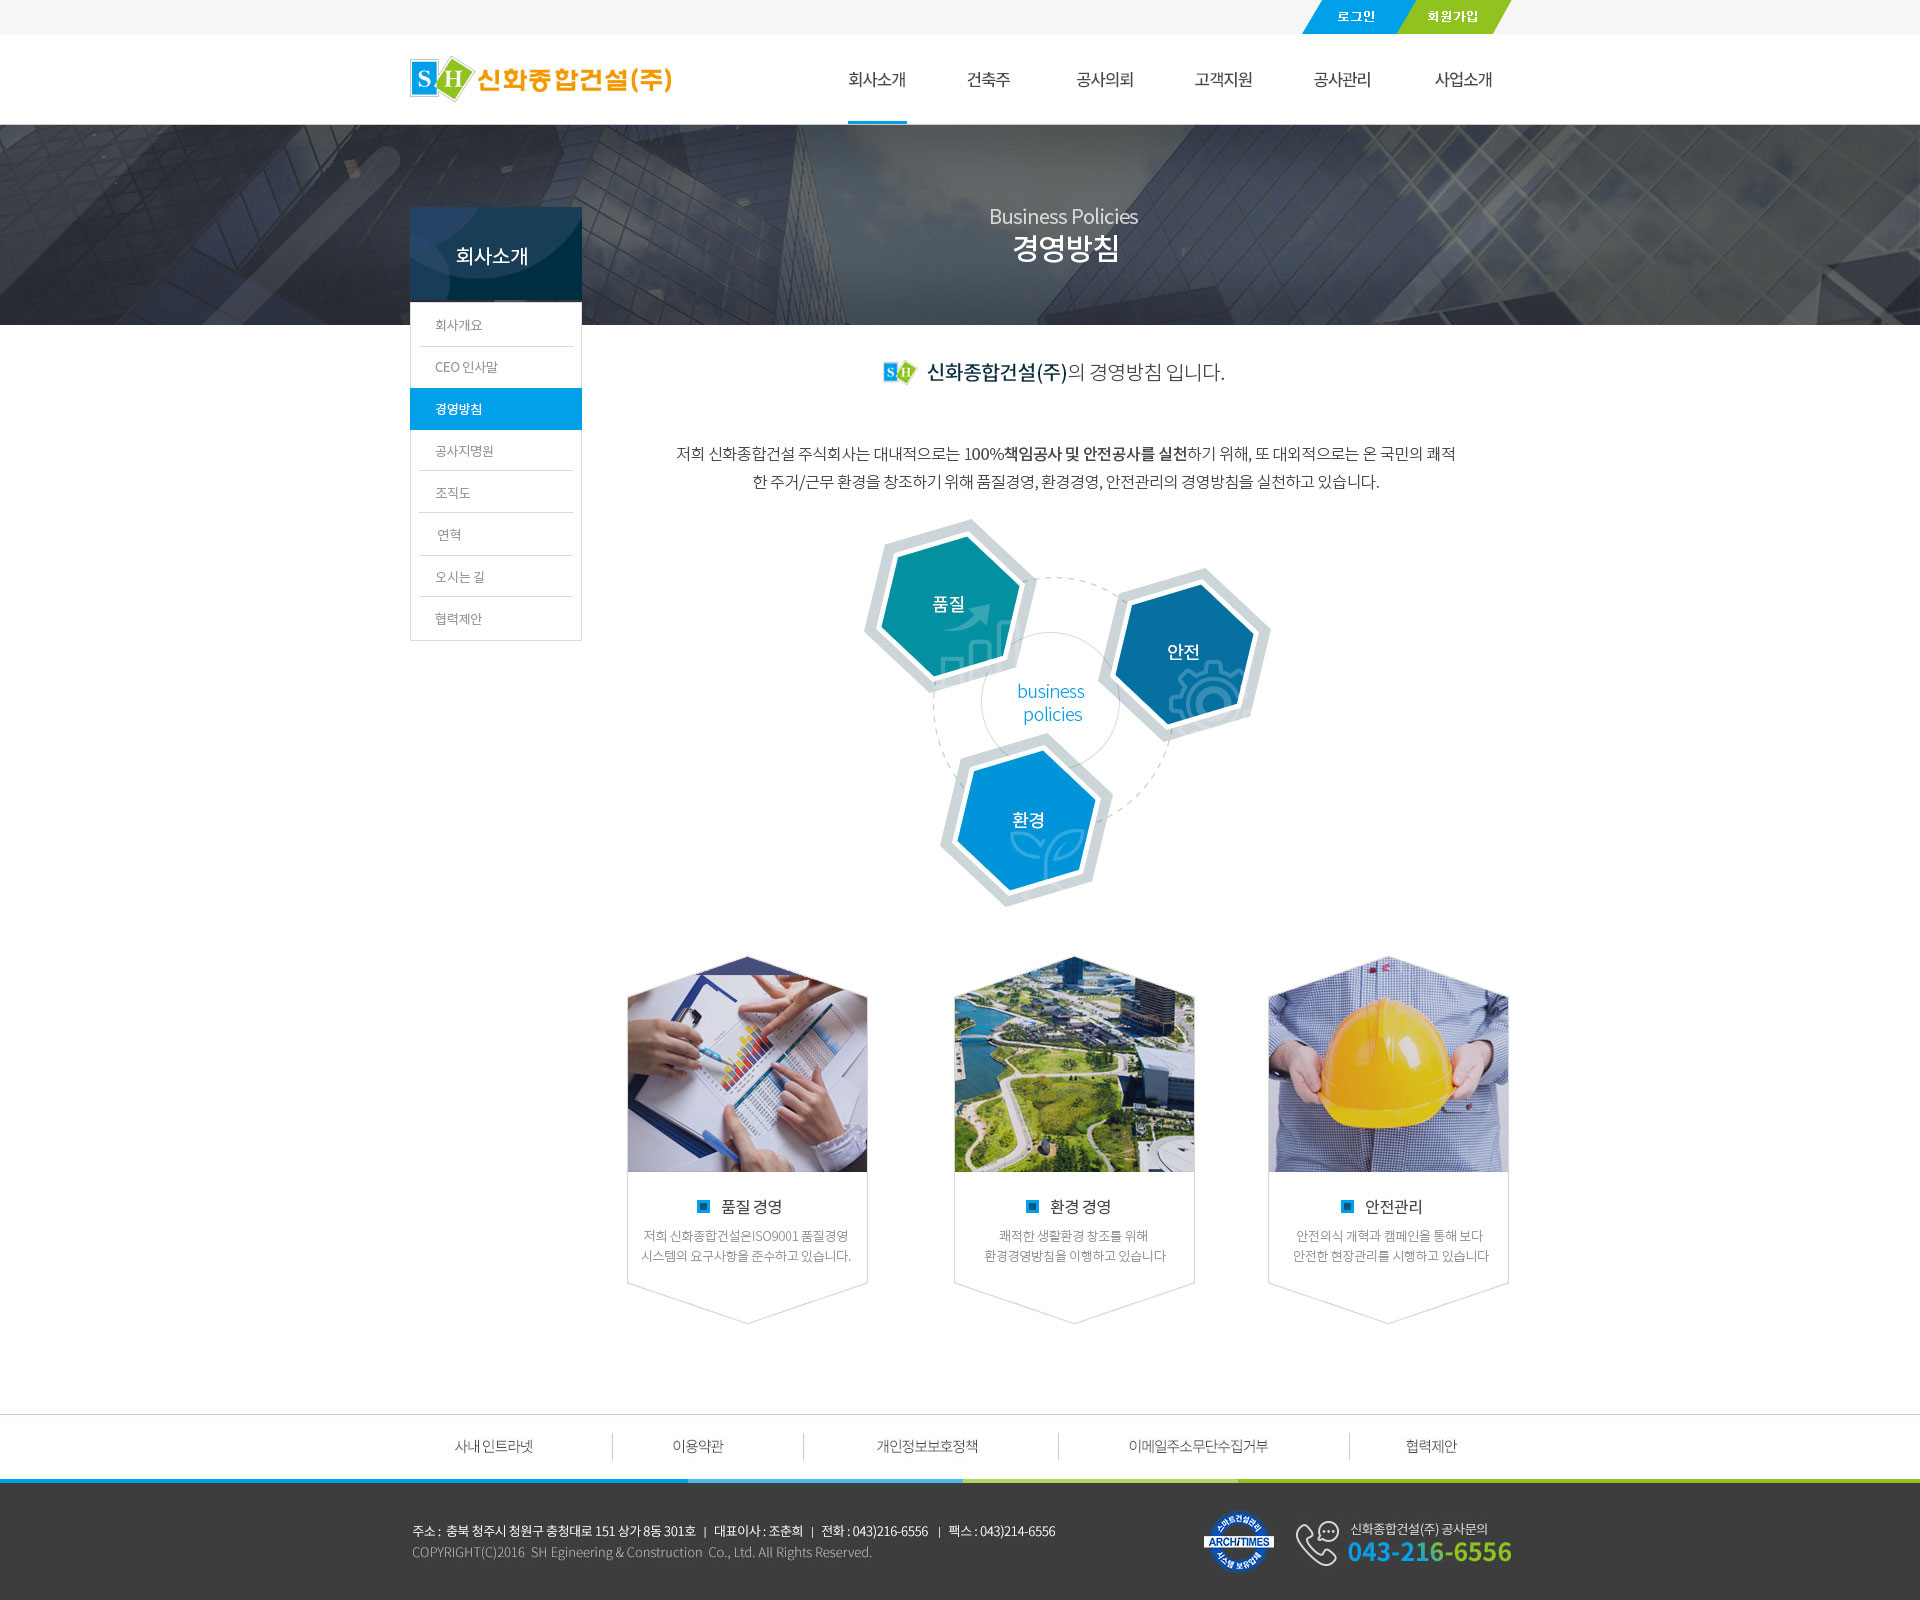 로그인
회원가입
SH 신화종합건설(주)
회사소개
건축주
공사의뢰
고객지원
공사관리
사업소개
Business Policies
경영방침
회사소개
회사개요
CEO 인사말
경영방침
공사지명원
조직도
연혁
오시는 길
협력제안
SH 신화종합건설(주)의 경영방침 입니다.
저희 신화종합건설 주식회사는 대내적으로는 100%책임공사 및 안전공사를 실천하기 위해, 또 대외적으로는 온 국민의 쾌적
한 주거/근무 환경을 창조하기 위해 품질경영, 환경경영, 안전관리의 경영방침을 실천하고 있습니다.
품질
안전
business
policies
환경
품질 경영
저희 신화종합건설은ISO9001 품질경영
시스템의 요구사항을 준수하고 있습니다.
환경 경영
쾌적한 생활환경 창조를 위해
환경경영방침을 이행하고 있습니다
안전관리
안전의식 개혁과 캠페인을 통해 보다
안전한 현장관리를 시행하고 있습니다
사내 인트라넷
이용약관
개인정보보호정책
이메일주소무단수집거부
협력제안
주소 : 충북 청주시 청원구 충청대로 151 상가 8동 301호 | 대표이사 : 조춘희 | 전화 : 043)216-6556 | 팩스 : 043)214-6556
COPYRIGHT(C)2016 SH Egineering & Construction Co., Ltd. All Rights Reserved.
스마트건설관리
ARCHITIMES
시스템 보유업체
신화종합건설(주) 공사문의
043-216-6556